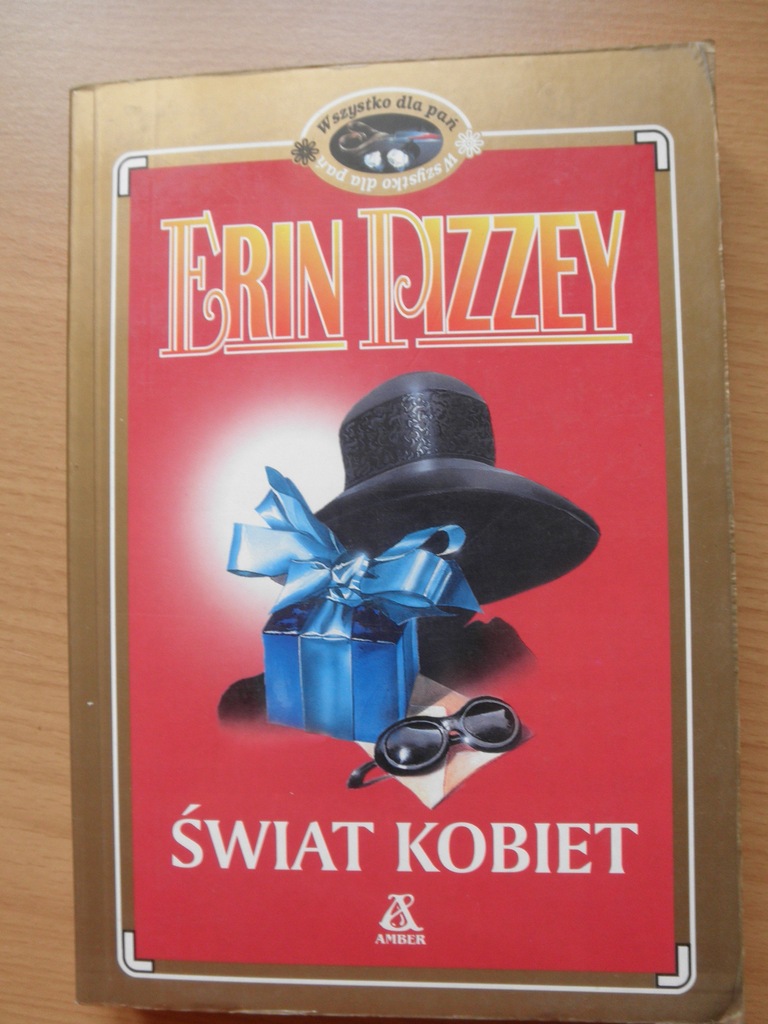 Wszystko dla pań
Wszystko dla pań
ERIN PIZZEY
ŚWIAT KOBIET
AMBER